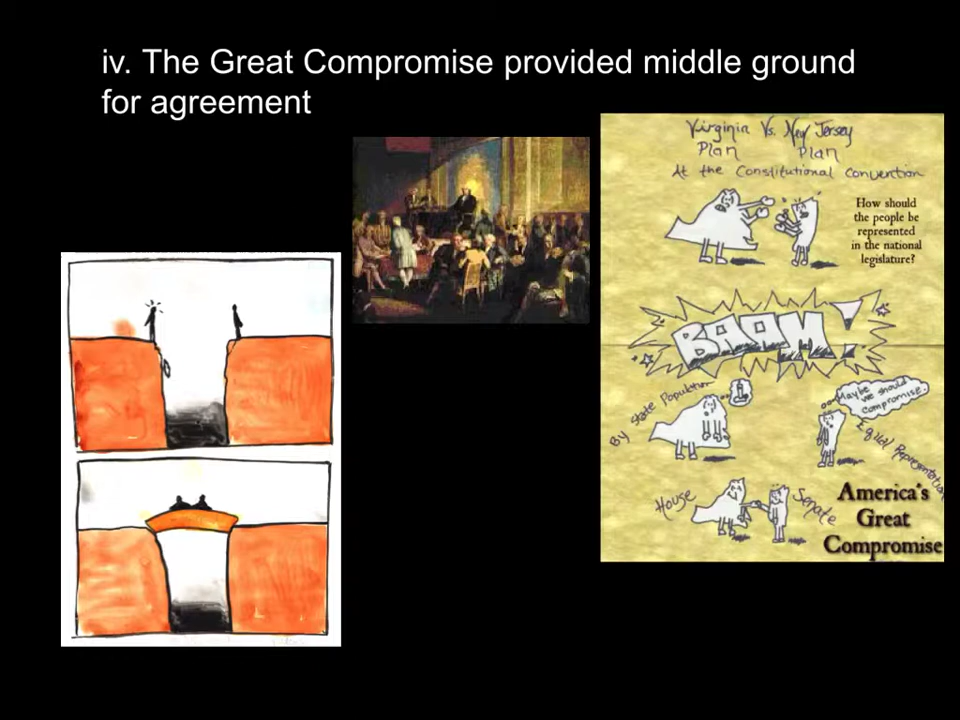 iv. The Great Compromise provided middle ground
for agreement
Virginia Vs. New Jersey
Plan Plan
At the Constitutional Convention
How should
the people be
represented
in the national
legislature?
BAOM!
By State Population
Maybe
we should
compromise.
Equal Representation
House
Senate
America's
Great
Compromise